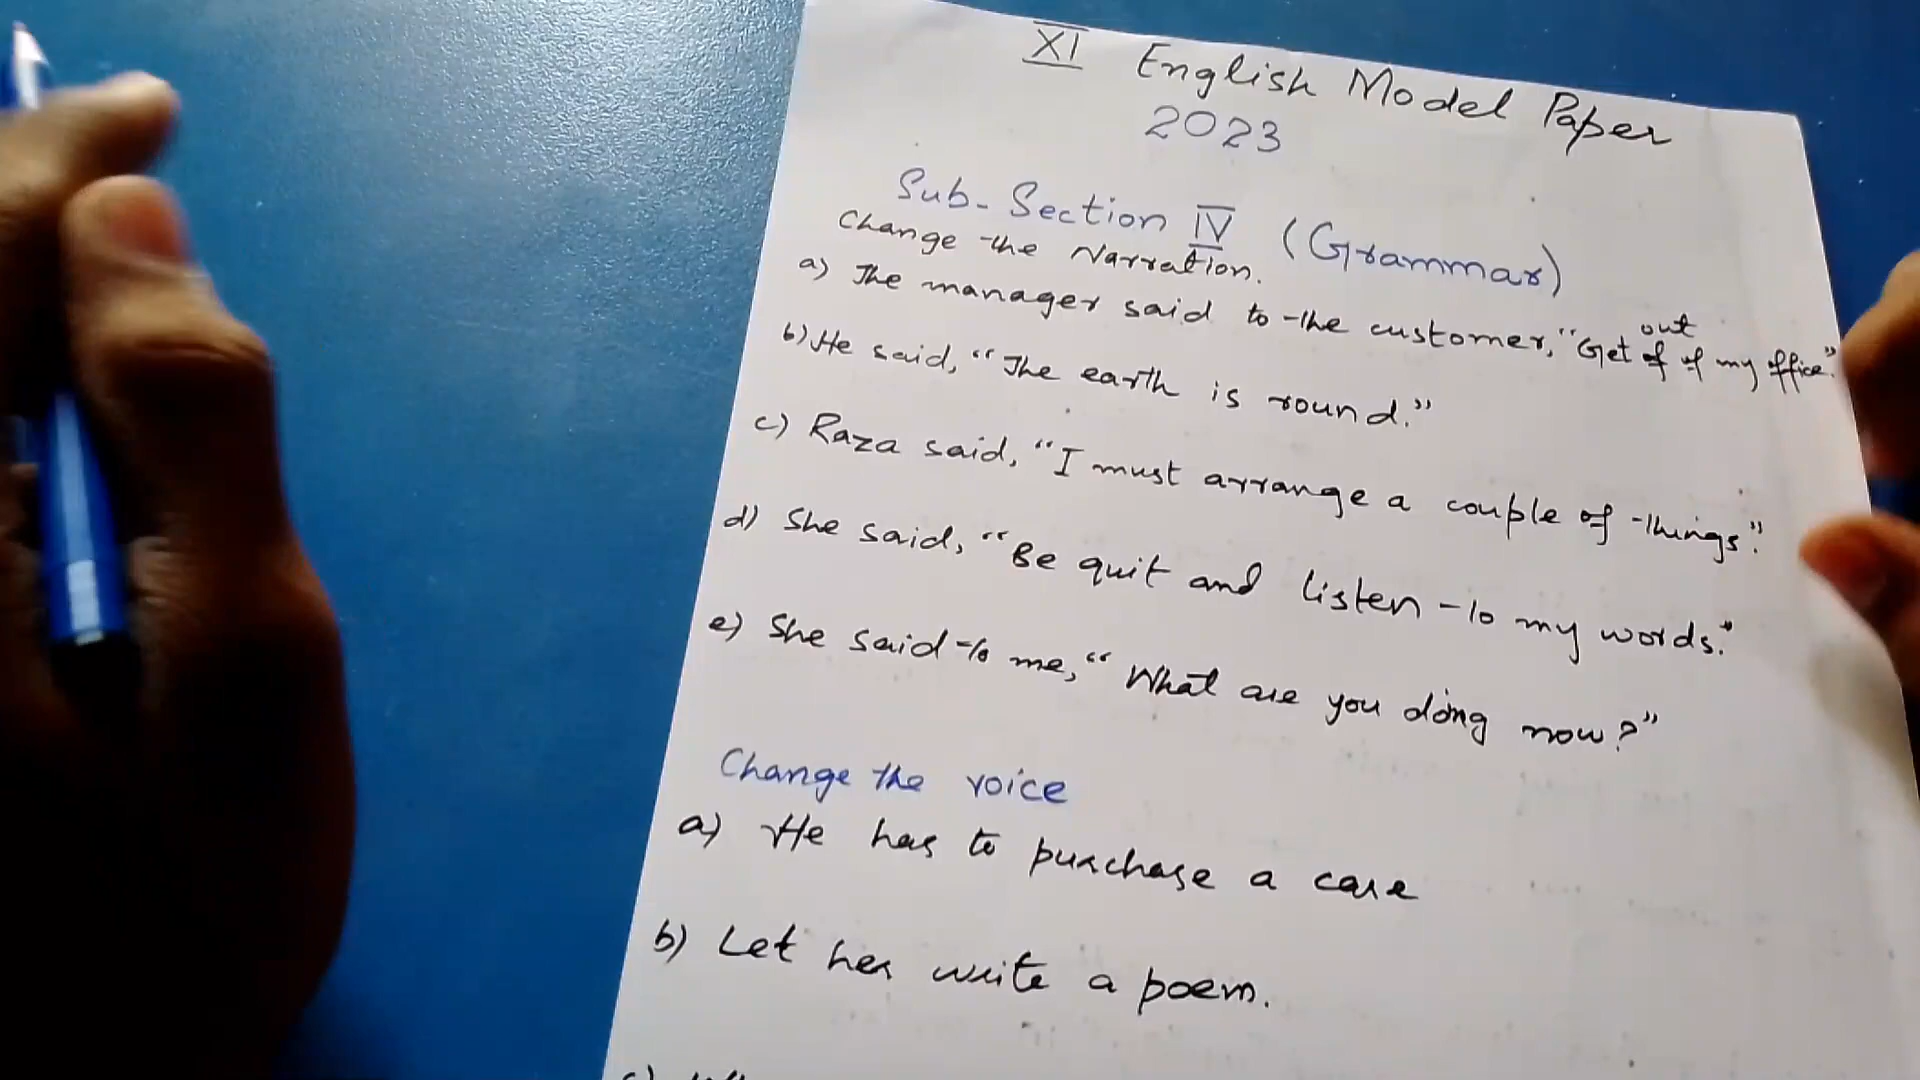 XI English Model Paper
2023
Sub-Section IV (Grammar)
Change the Narration.
a) The manager said to the customer, "Get out of of my office."
b) He said, "The earth is round."
c) Raza said, "I must arrange a couple of things."
d) She said, "Be quit and listen to my words."
e) She said to me, "What are you doing now?"
Change the voice
a) He has to purchase a care
b) Let her write a poem.
c)